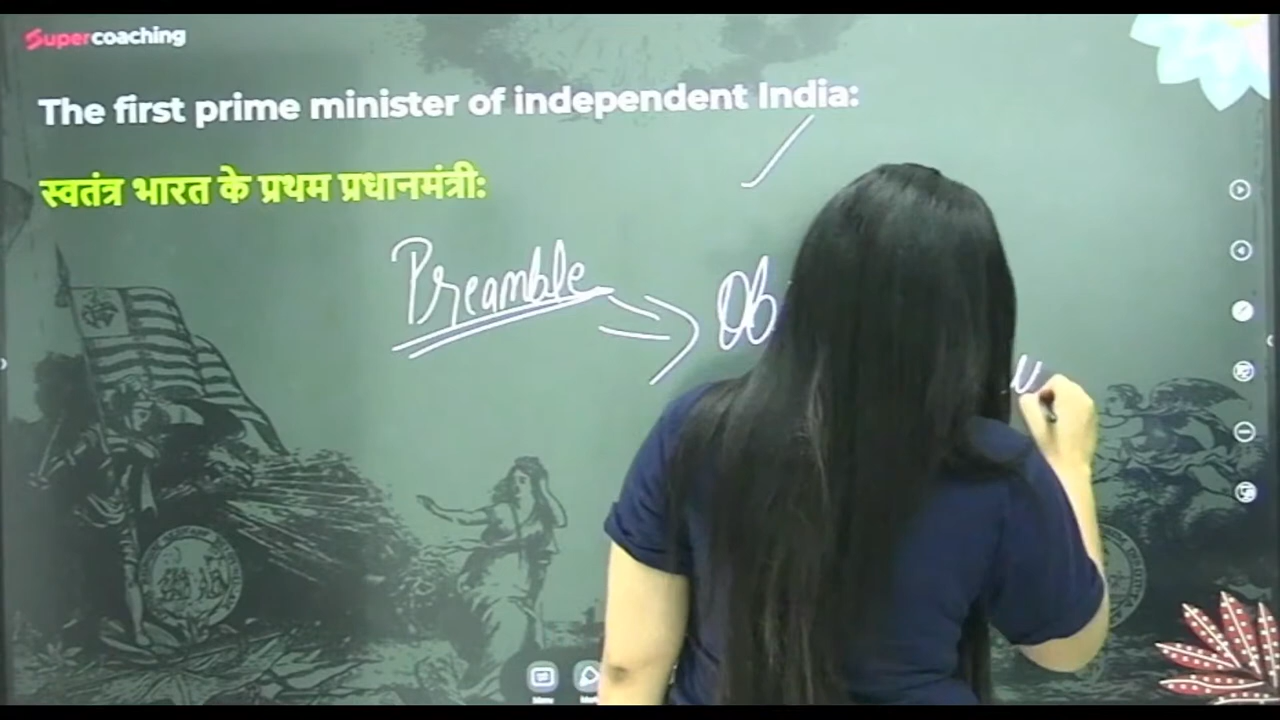 Supercoaching
The first prime minister of independent India:
स्वतंत्र भारत के प्रथम प्रधानमंत्री:
Preamble
Ob